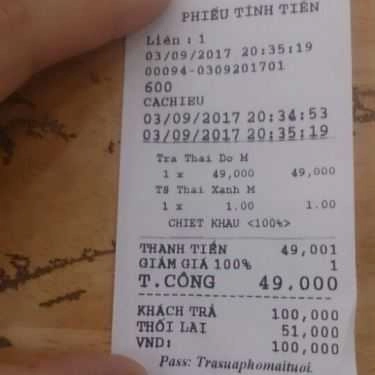 PHIẾU TÍNH TIỀN
Liên : 1
03/09/2017 20:35:19
00094-0309201701
600
CACHIEU
03/09/2017 20:34:53
03/09/2017 20:35:19
Tra Thai Do M
1 x 49,000 49,000
TS Thai Xanh M
1 x 1.00 1.00
CHIET KHAU <100%>
THANH TIỀN 49,001
GIẢM GIÁ 100% 1
T.CÔNG 49,000
KHÁCH TRẢ 100,000
THỐI LẠI 51,000
VND: 100,000
Pass: Trasuaphomaituoi.